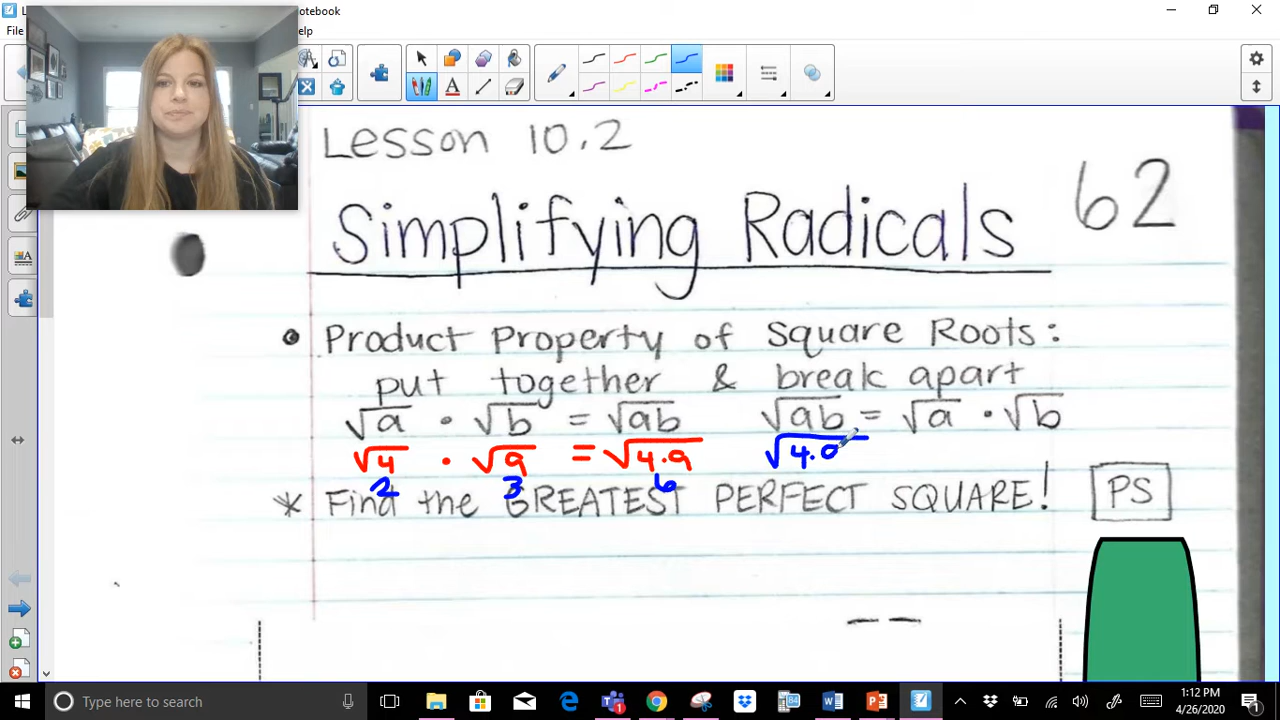 otebook
File
elp
Lesson 10.2
62
Simplifying Radicals
• Product Property of Square Roots:
put together & break apart
√a · √b = √ab √ab = √a · √b
√4 · √9 = √4·9 √4·
2 3 6
* Find the GREATEST PERFECT SQUARE! PS
Type here to search
1:12 PM
4/26/2020